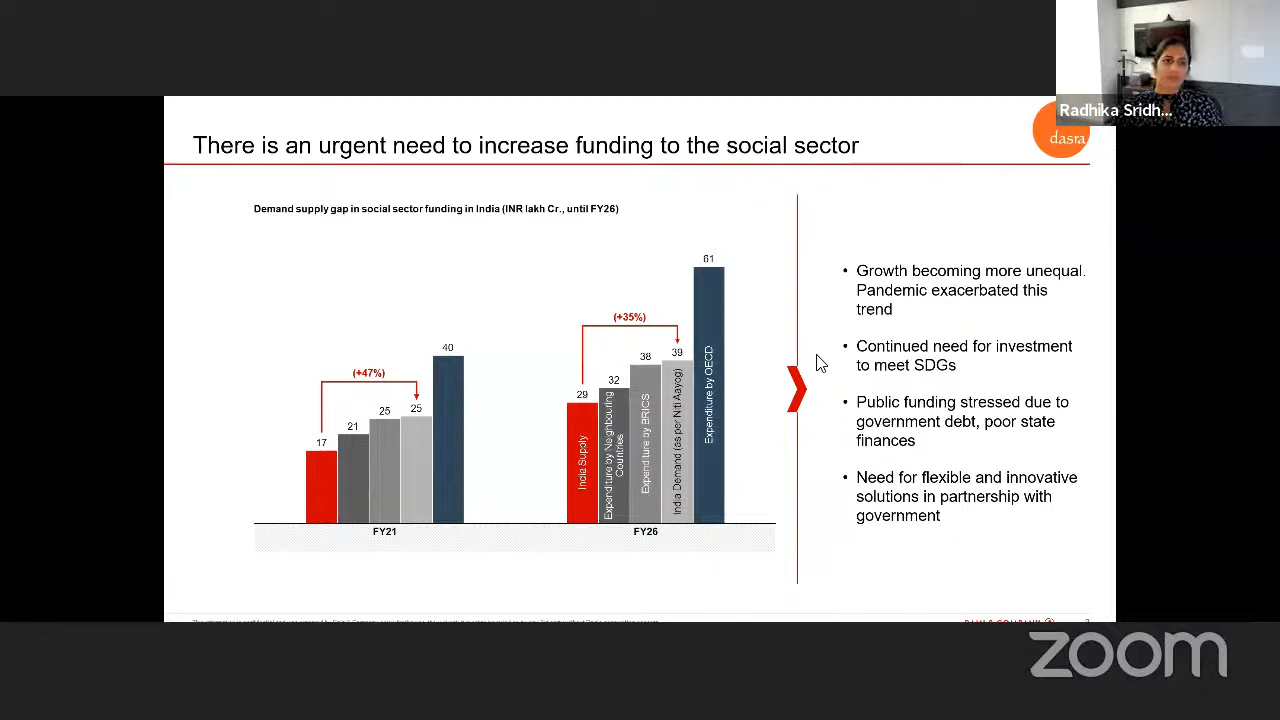 Radhika Sridh...
dasra
There is an urgent need to increase funding to the social sector
Demand supply gap in social sector funding in India (INR lakh Cr., until FY26)
(+47%)
17
21
25
25
40
FY21
(+35%)
29
32
38
39
61
India Supply
Expenditure by Neighbouring
Countries
Expenditure by BRICS
India Demand (as per Niti Aayog)
Expenditure by OECD
FY26
• Growth becoming more unequal.
Pandemic exacerbated this
trend
• Continued need for investment
to meet SDGs
• Public funding stressed due to
government debt, poor state
finances
• Need for flexible and innovative
solutions in partnership with
government
zoom